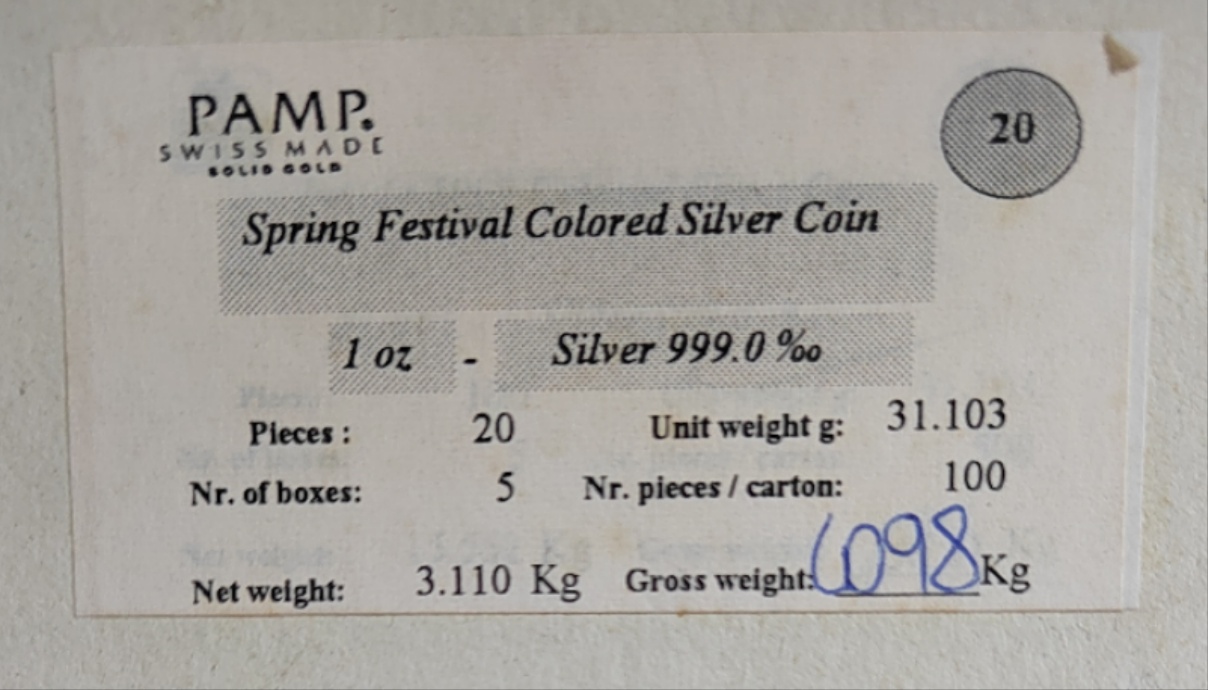 PAMP.
SWISS MADE
SOLID GOLD
20
Spring Festival Colored Silver Coin
1 oz - Silver 999.0 ‰
Pieces : 20 Unit weight g: 31.103
Nr. of boxes: 5 Nr. pieces / carton: 100
Net weight: 3.110 Kg Gross weight: 6098 Kg